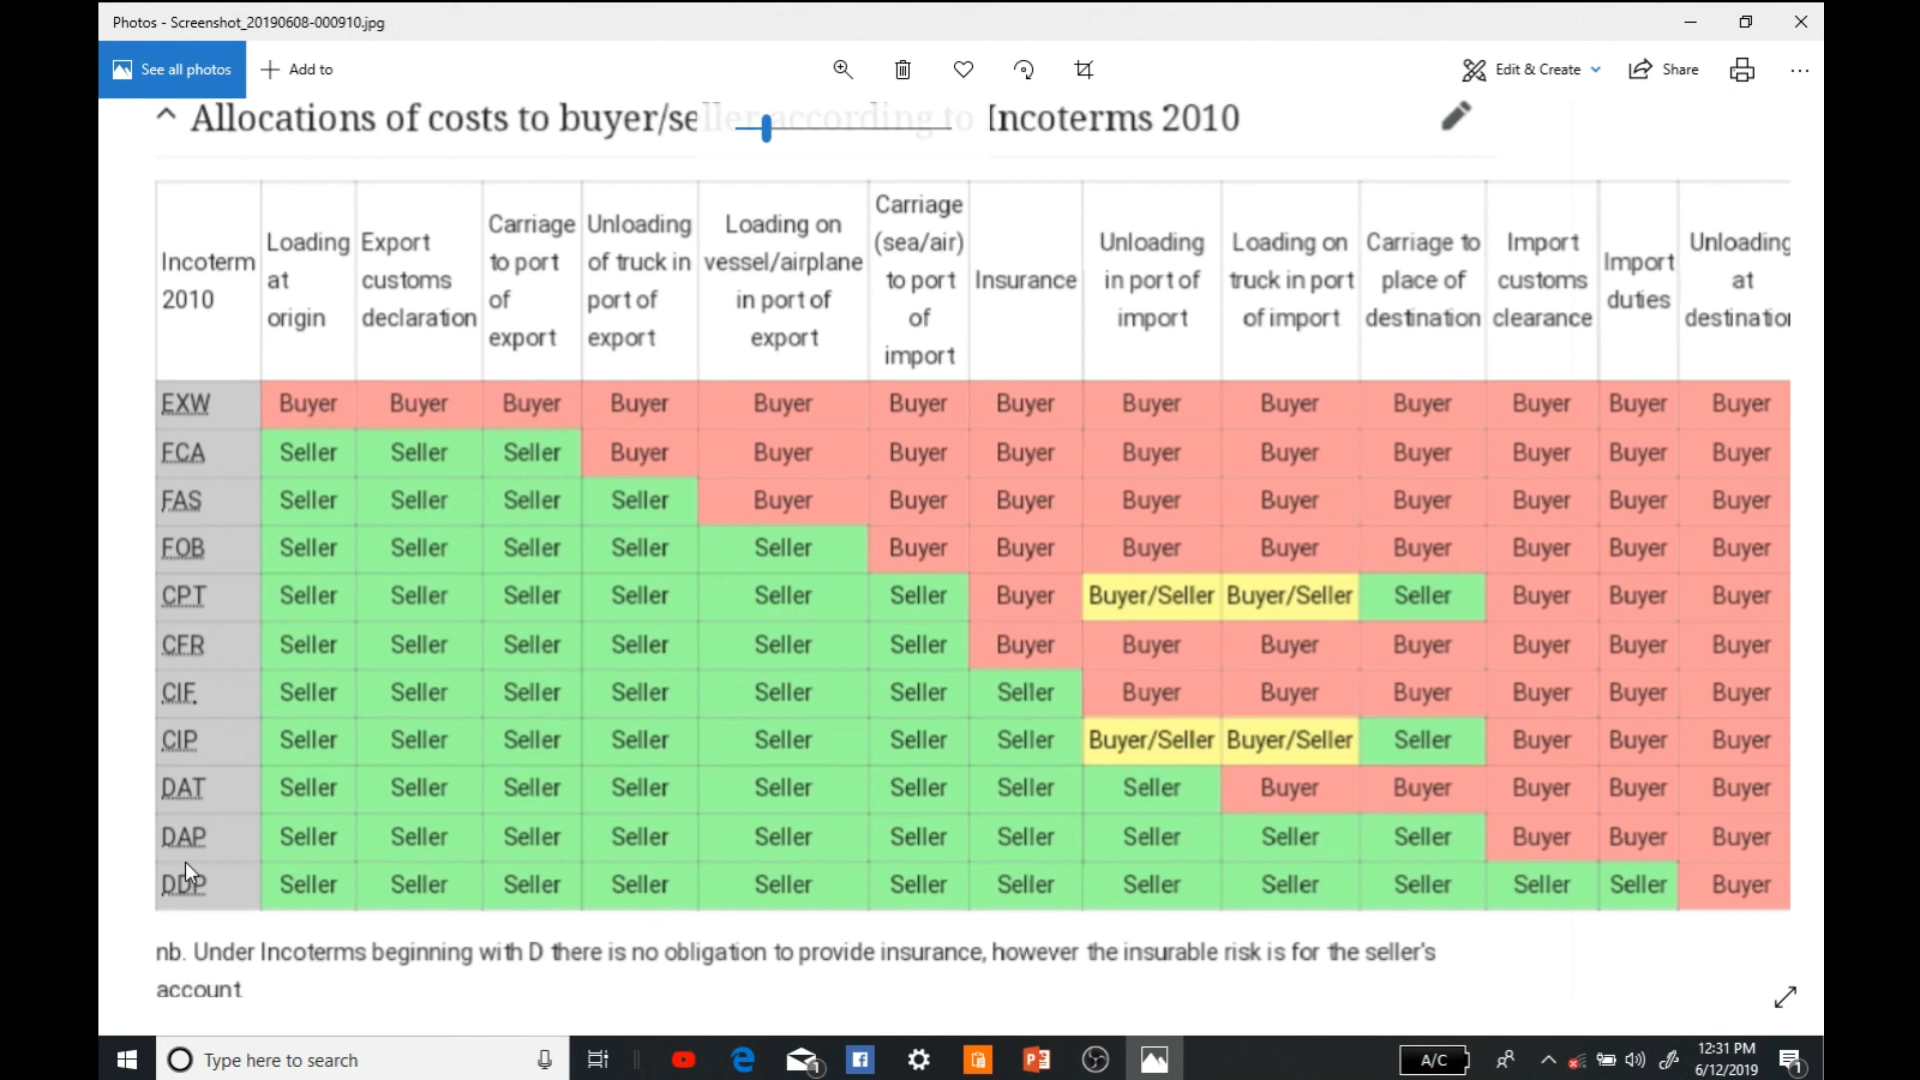 Photos - Screenshot_20190608-000910.jpg
See all photos
Add to
Edit & Create
Share
Allocations of costs to buyer/seller according to Incoterms 2010
Incoterm 2010
Loading at origin
Export customs declaration
Carriage to port of export
Unloading of truck in port of export
Loading on vessel/airplane in port of export
Carriage (sea/air) to port of import
Insurance
Unloading in port of import
Loading on truck in port of import
Carriage to place of destination
Import customs clearance
Import duties
Unloading at destination
EXW Buyer Buyer Buyer Buyer Buyer Buyer Buyer Buyer Buyer Buyer Buyer Buyer Buyer
FCA Seller Seller Seller Buyer Buyer Buyer Buyer Buyer Buyer Buyer Buyer Buyer Buyer
FAS Seller Seller Seller Seller Buyer Buyer Buyer Buyer Buyer Buyer Buyer Buyer Buyer
FOB Seller Seller Seller Seller Seller Buyer Buyer Buyer Buyer Buyer Buyer Buyer Buyer
CPT Seller Seller Seller Seller Seller Seller Buyer Buyer/Seller Buyer/Seller Seller Buyer Buyer Buyer
CFR Seller Seller Seller Seller Seller Seller Buyer Buyer Buyer Buyer Buyer Buyer Buyer
CIF Seller Seller Seller Seller Seller Seller Seller Buyer Buyer Buyer Buyer Buyer Buyer
CIP Seller Seller Seller Seller Seller Seller Seller Buyer/Seller Buyer/Seller Seller Buyer Buyer Buyer
DAT Seller Seller Seller Seller Seller Seller Seller Seller Buyer Buyer Buyer Buyer Buyer
DAP Seller Seller Seller Seller Seller Seller Seller Seller Seller Seller Buyer Buyer Buyer
DDP Seller Seller Seller Seller Seller Seller Seller Seller Seller Seller Seller Seller Buyer
nb. Under Incoterms beginning with D there is no obligation to provide insurance, however the insurable risk is for the seller's
account
Type here to search
1
A/C
12:31 PM
6/12/2019
1